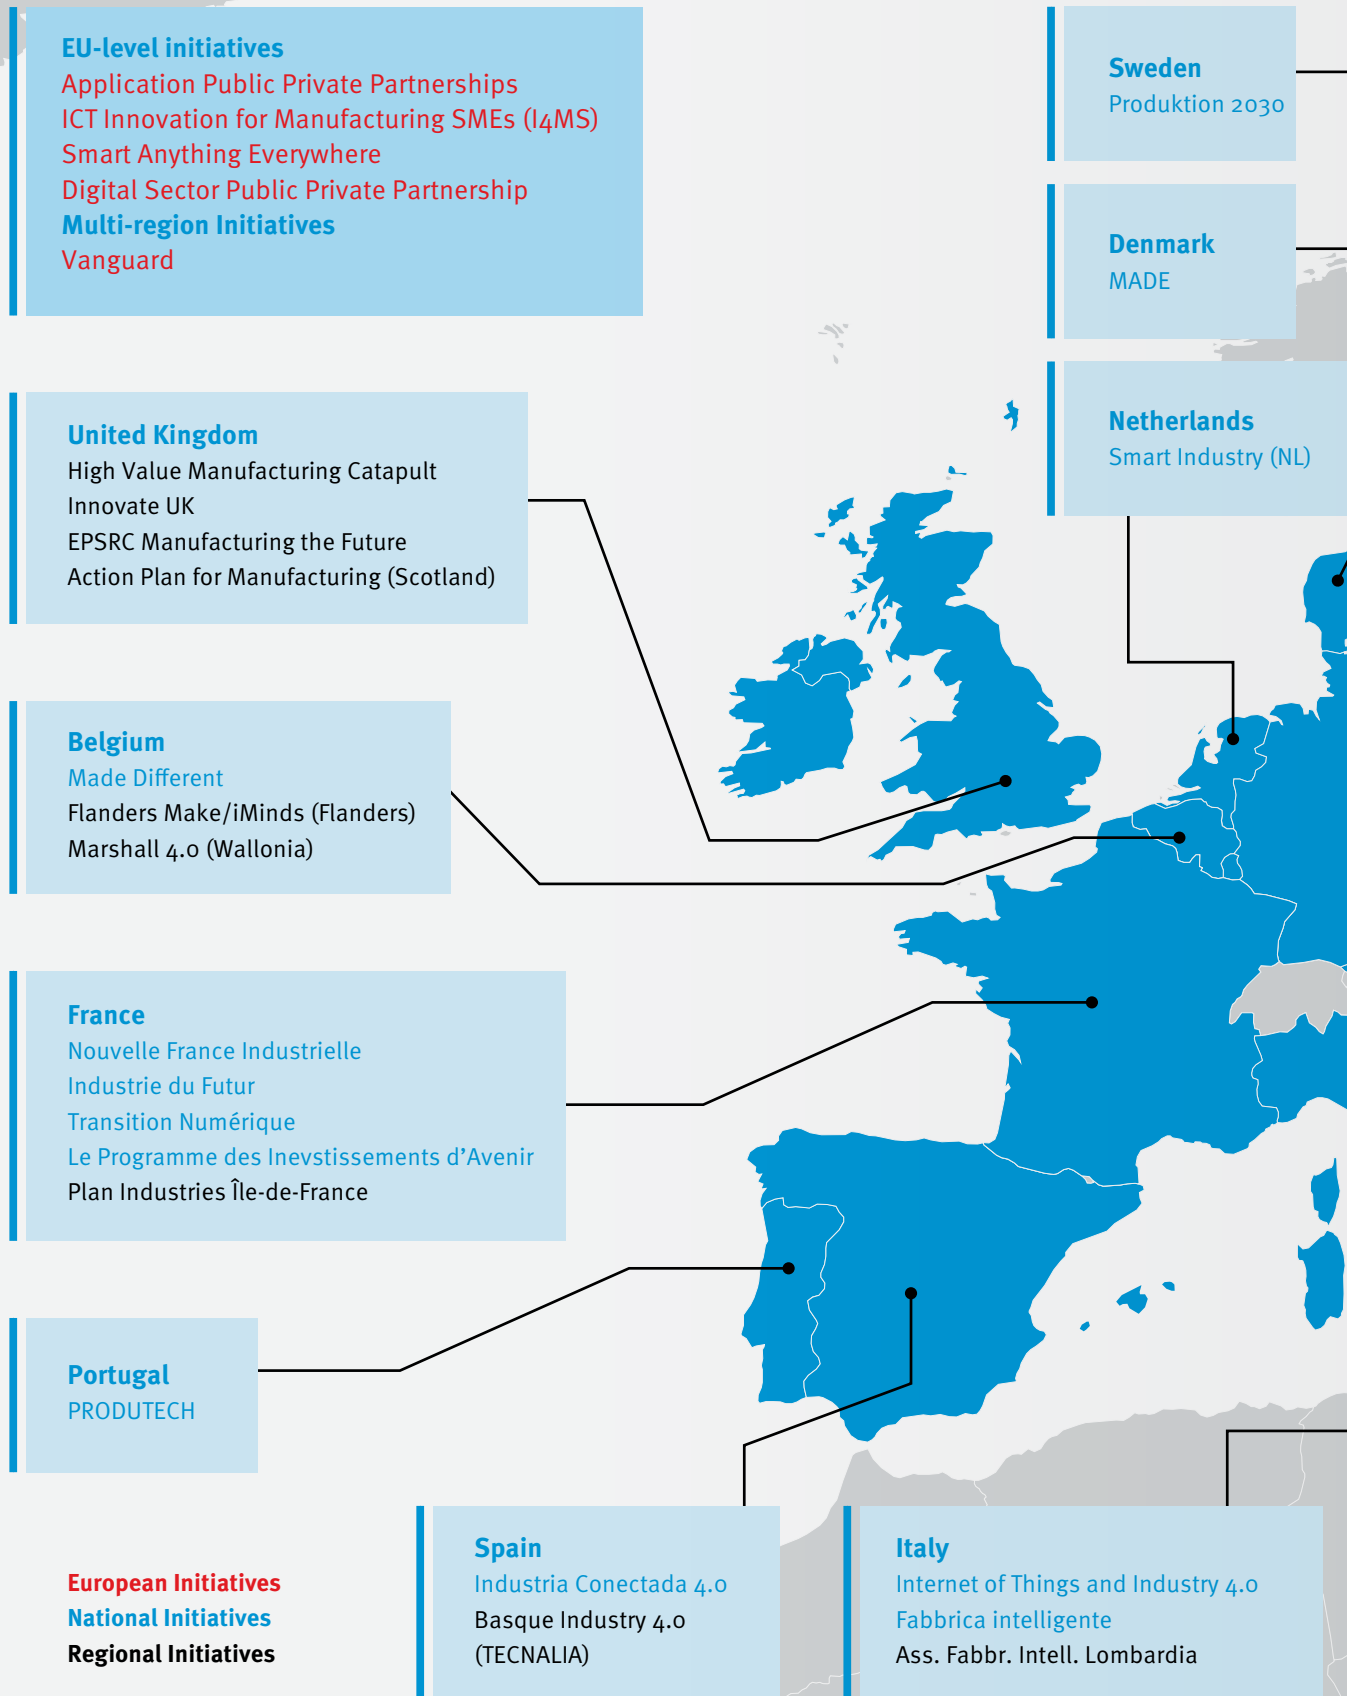 EU-level initiatives
Application Public Private Partnerships
ICT Innovation for Manufacturing SMEs (I4MS)
Smart Anything Everywhere
Digital Sector Public Private Partnership
Multi-region Initiatives
Vanguard
Sweden
Produktion 2030
Denmark
MADE
Netherlands
Smart Industry (NL)
United Kingdom
High Value Manufacturing Catapult
Innovate UK
EPSRC Manufacturing the Future
Action Plan for Manufacturing (Scotland)
Belgium
Made Different
Flanders Make/iMinds (Flanders)
Marshall 4.0 (Wallonia)
France
Nouvelle France Industrielle
Industrie du Futur
Transition Numérique
Le Programme des Inevstissements d’Avenir
Plan Industries Île-de-France
Portugal
PRODUTECH
European Initiatives
National Initiatives
Regional Initiatives
Spain
Industria Conectada 4.0
Basque Industry 4.0
(TECNALIA)
Italy
Internet of Things and Industry 4.0
Fabbrica intelligente
Ass. Fabbr. Intell. Lombardia